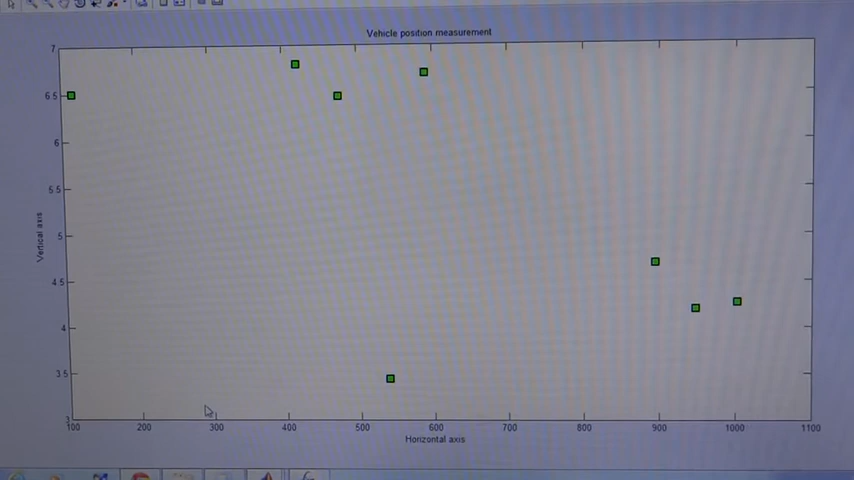 Vehicle position measurement
7
6.5
6
5.5
5
4.5
4
3.5
3
Vertical axis
100 200 300 400 500 600 700 800 900 1000 1100
Horizontal axis